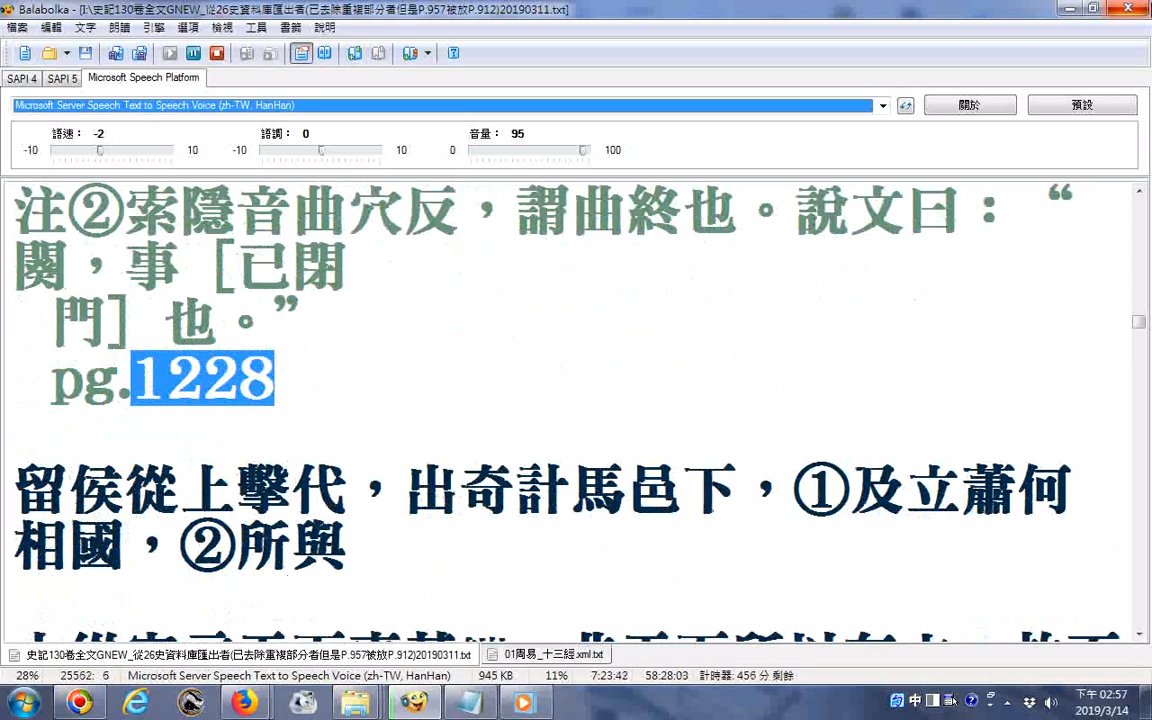 Balabolka - [I:\史記130卷全文GNEW_從26史資料庫匯出者(已去除重複部分者但是P.957被放P.912)20190311.txt]
檔案 編輯 文字 朗讀 引擎 選項 檢視 工具 書籤 說明
SAPI 4 SAPI 5 Microsoft Speech Platform
Microsoft Server Speech Text to Speech Voice (zh-TW, HanHan)
關於 預設
語速： -2 語調： 0 音量： 95
-10 10 -10 10 0 100
注②索隱音曲穴反，謂曲終也。說文曰：“
闋，事［已閉
門］也。”
pg.1228
留侯從上擊代，出奇計馬邑下，①及立蕭何
相國，②所與
史記130卷全文GNEW_從26史資料庫匯出者(已去除重複部分者但是P.957被放P.912)20190311.txt 01周易_十三經.xml.txt
28% 25562: 6 Microsoft Server Speech Text to Speech Voice (zh-TW, HanHan) 945 KB 11% 7:23:42 58:28:03 計時器: 456 分 剩餘
中
下午 02:57
2019/3/14